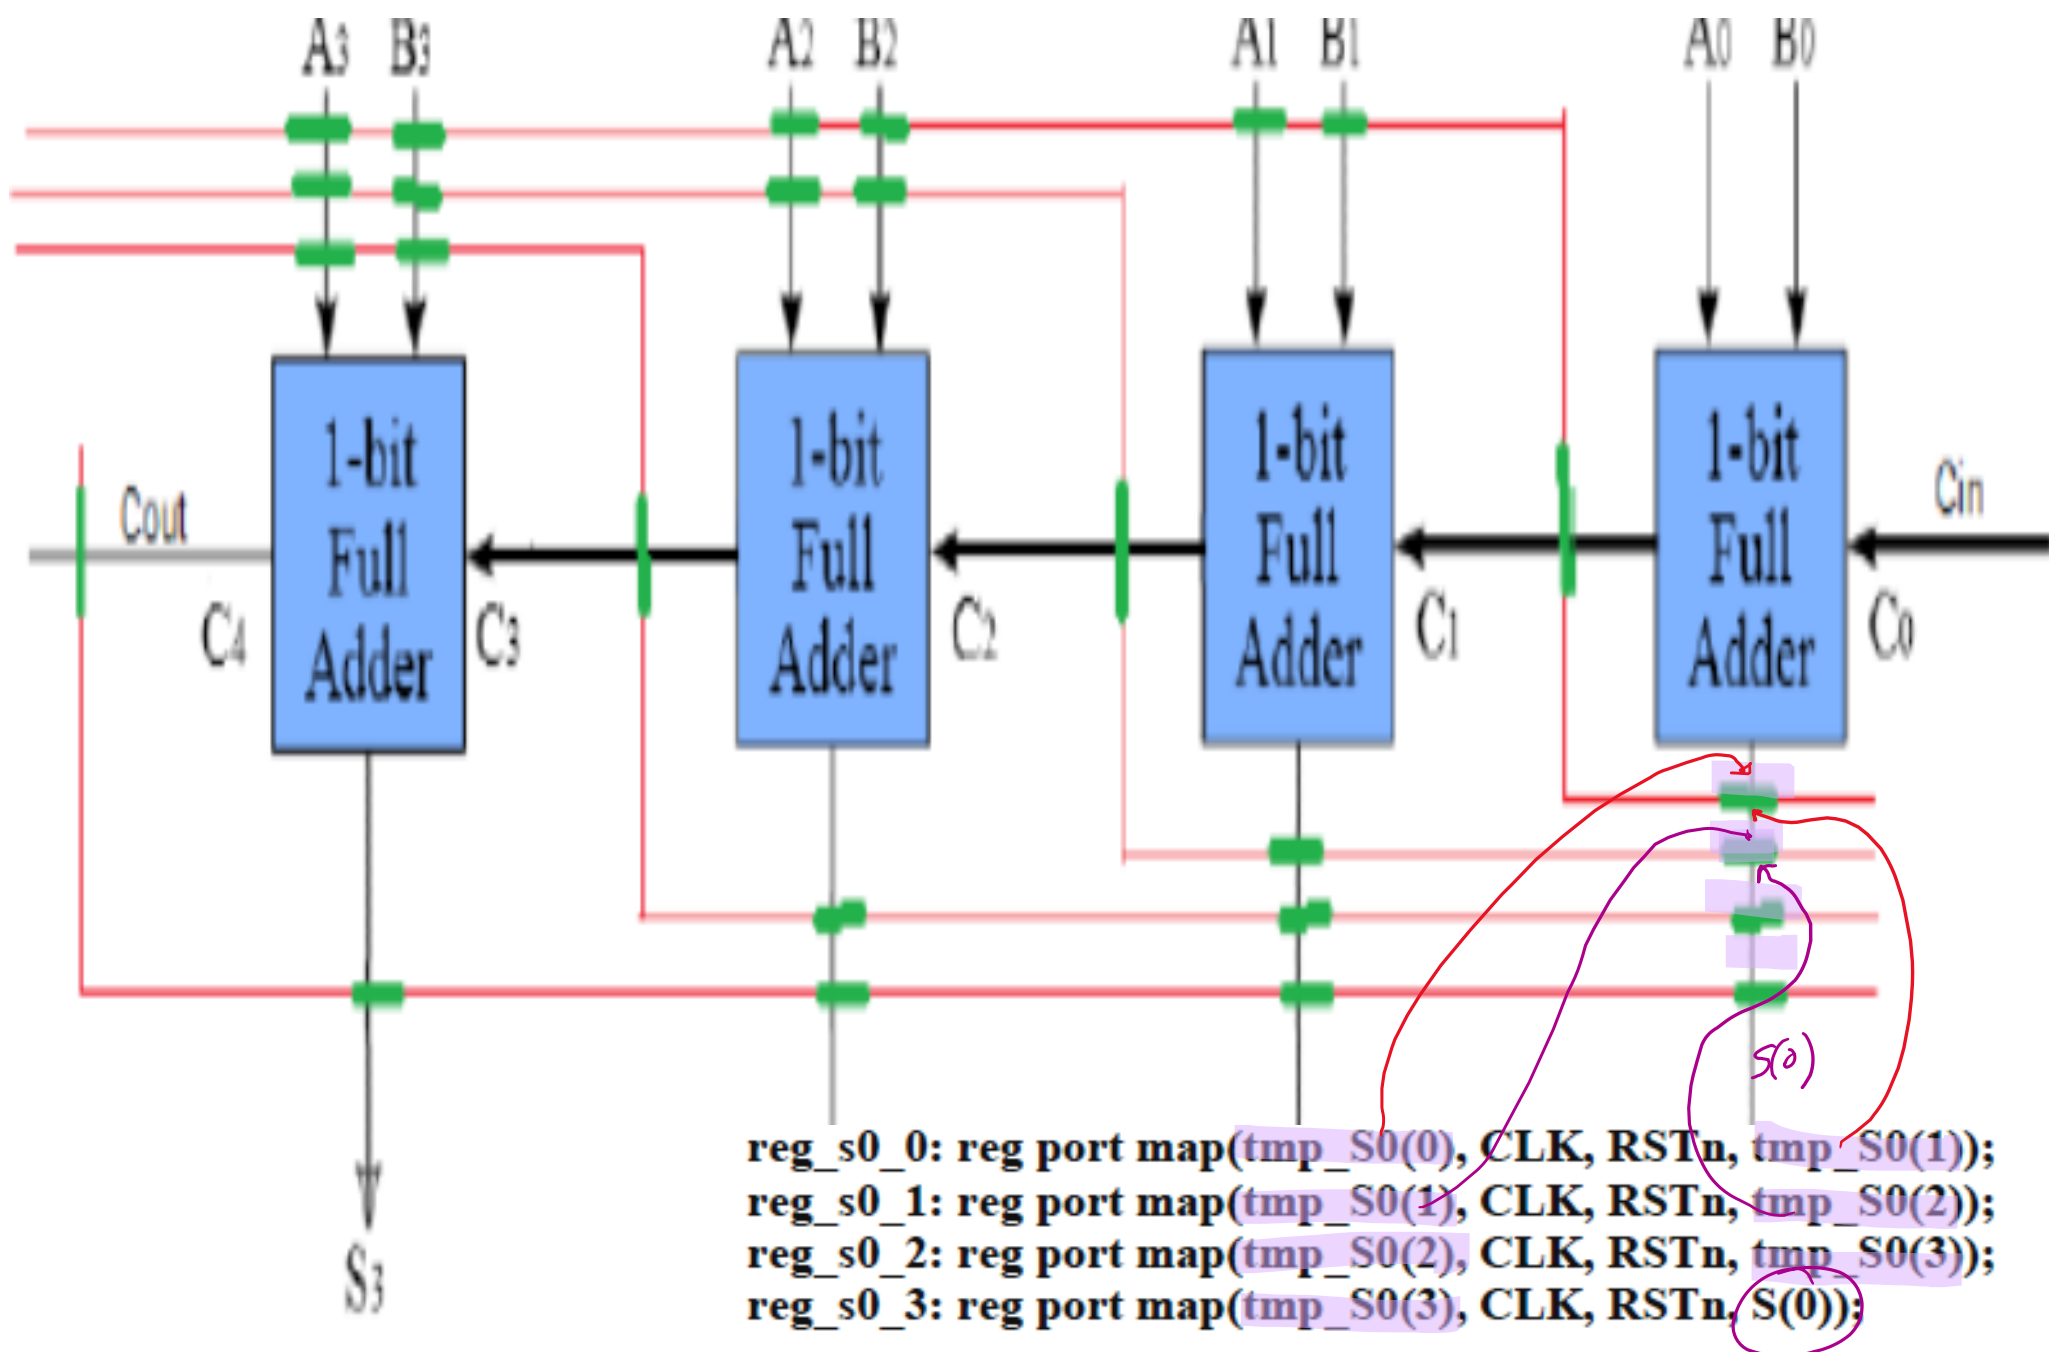 A3 B3 A2 B2 A1 B1 A0 B0
1-bit Full Adder
1-bit Full Adder
1-bit Full Adder
1-bit Full Adder
Cout
Cin
C4
C3
C2
C1
C0
S(0)
S3
reg_s0_0: reg port map(tmp_S0(0), CLK, RSTn, tmp_S0(1));
reg_s0_1: reg port map(tmp_S0(1), CLK, RSTn, tmp_S0(2));
reg_s0_2: reg port map(tmp_S0(2), CLK, RSTn, tmp_S0(3));
reg_s0_3: reg port map(tmp_S0(3), CLK, RSTn, S(0));